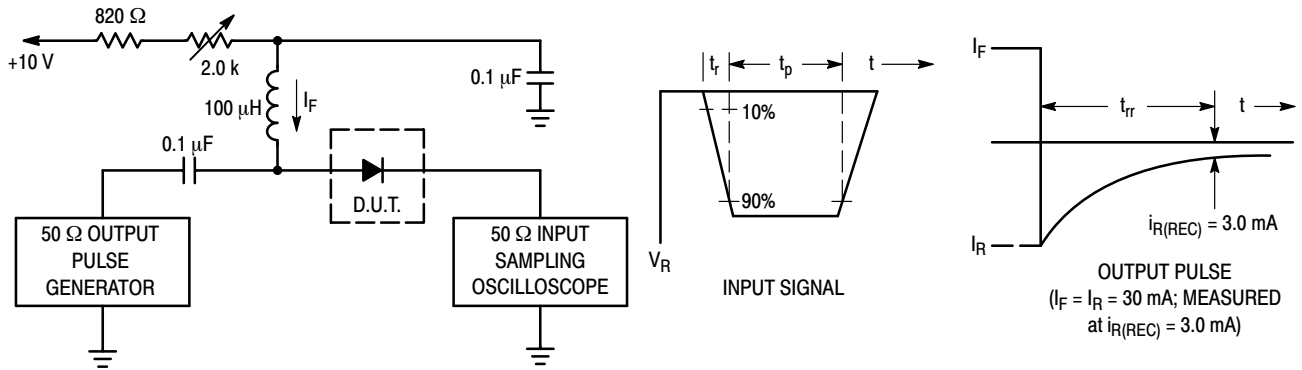 820 Ω
+10 V
2.0 k
100 μH
I_F
0.1 μF
0.1 μF
D.U.T.
50 Ω OUTPUT
PULSE
GENERATOR
50 Ω INPUT
SAMPLING
OSCILLOSCOPE
t_r
t_p
t
10%
90%
V_R
INPUT SIGNAL
I_F
t_rr
t
I_R
i_R(REC) = 3.0 mA
OUTPUT PULSE
(I_F = I_R = 30 mA; MEASURED
at i_R(REC) = 3.0 mA)